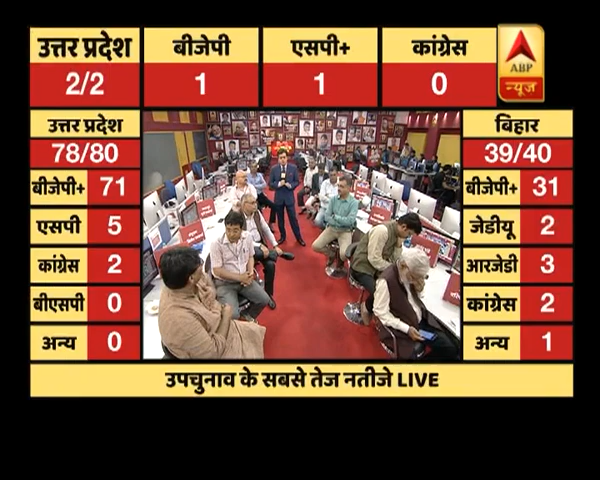 उत्तर प्रदेश
2/2
बीजेपी
1
एसपी+
1
कांग्रेस
0
ABP
न्यूज़
उत्तर प्रदेश
78/80
बीजेपी+ 71
एसपी 5
कांग्रेस 2
बीएसपी 0
अन्य 0
बिहार
39/40
बीजेपी+ 31
जेडीयू 2
आरजेडी 3
कांग्रेस 2
अन्य 1
उपचुनाव के सबसे तेज नतीजे LIVE